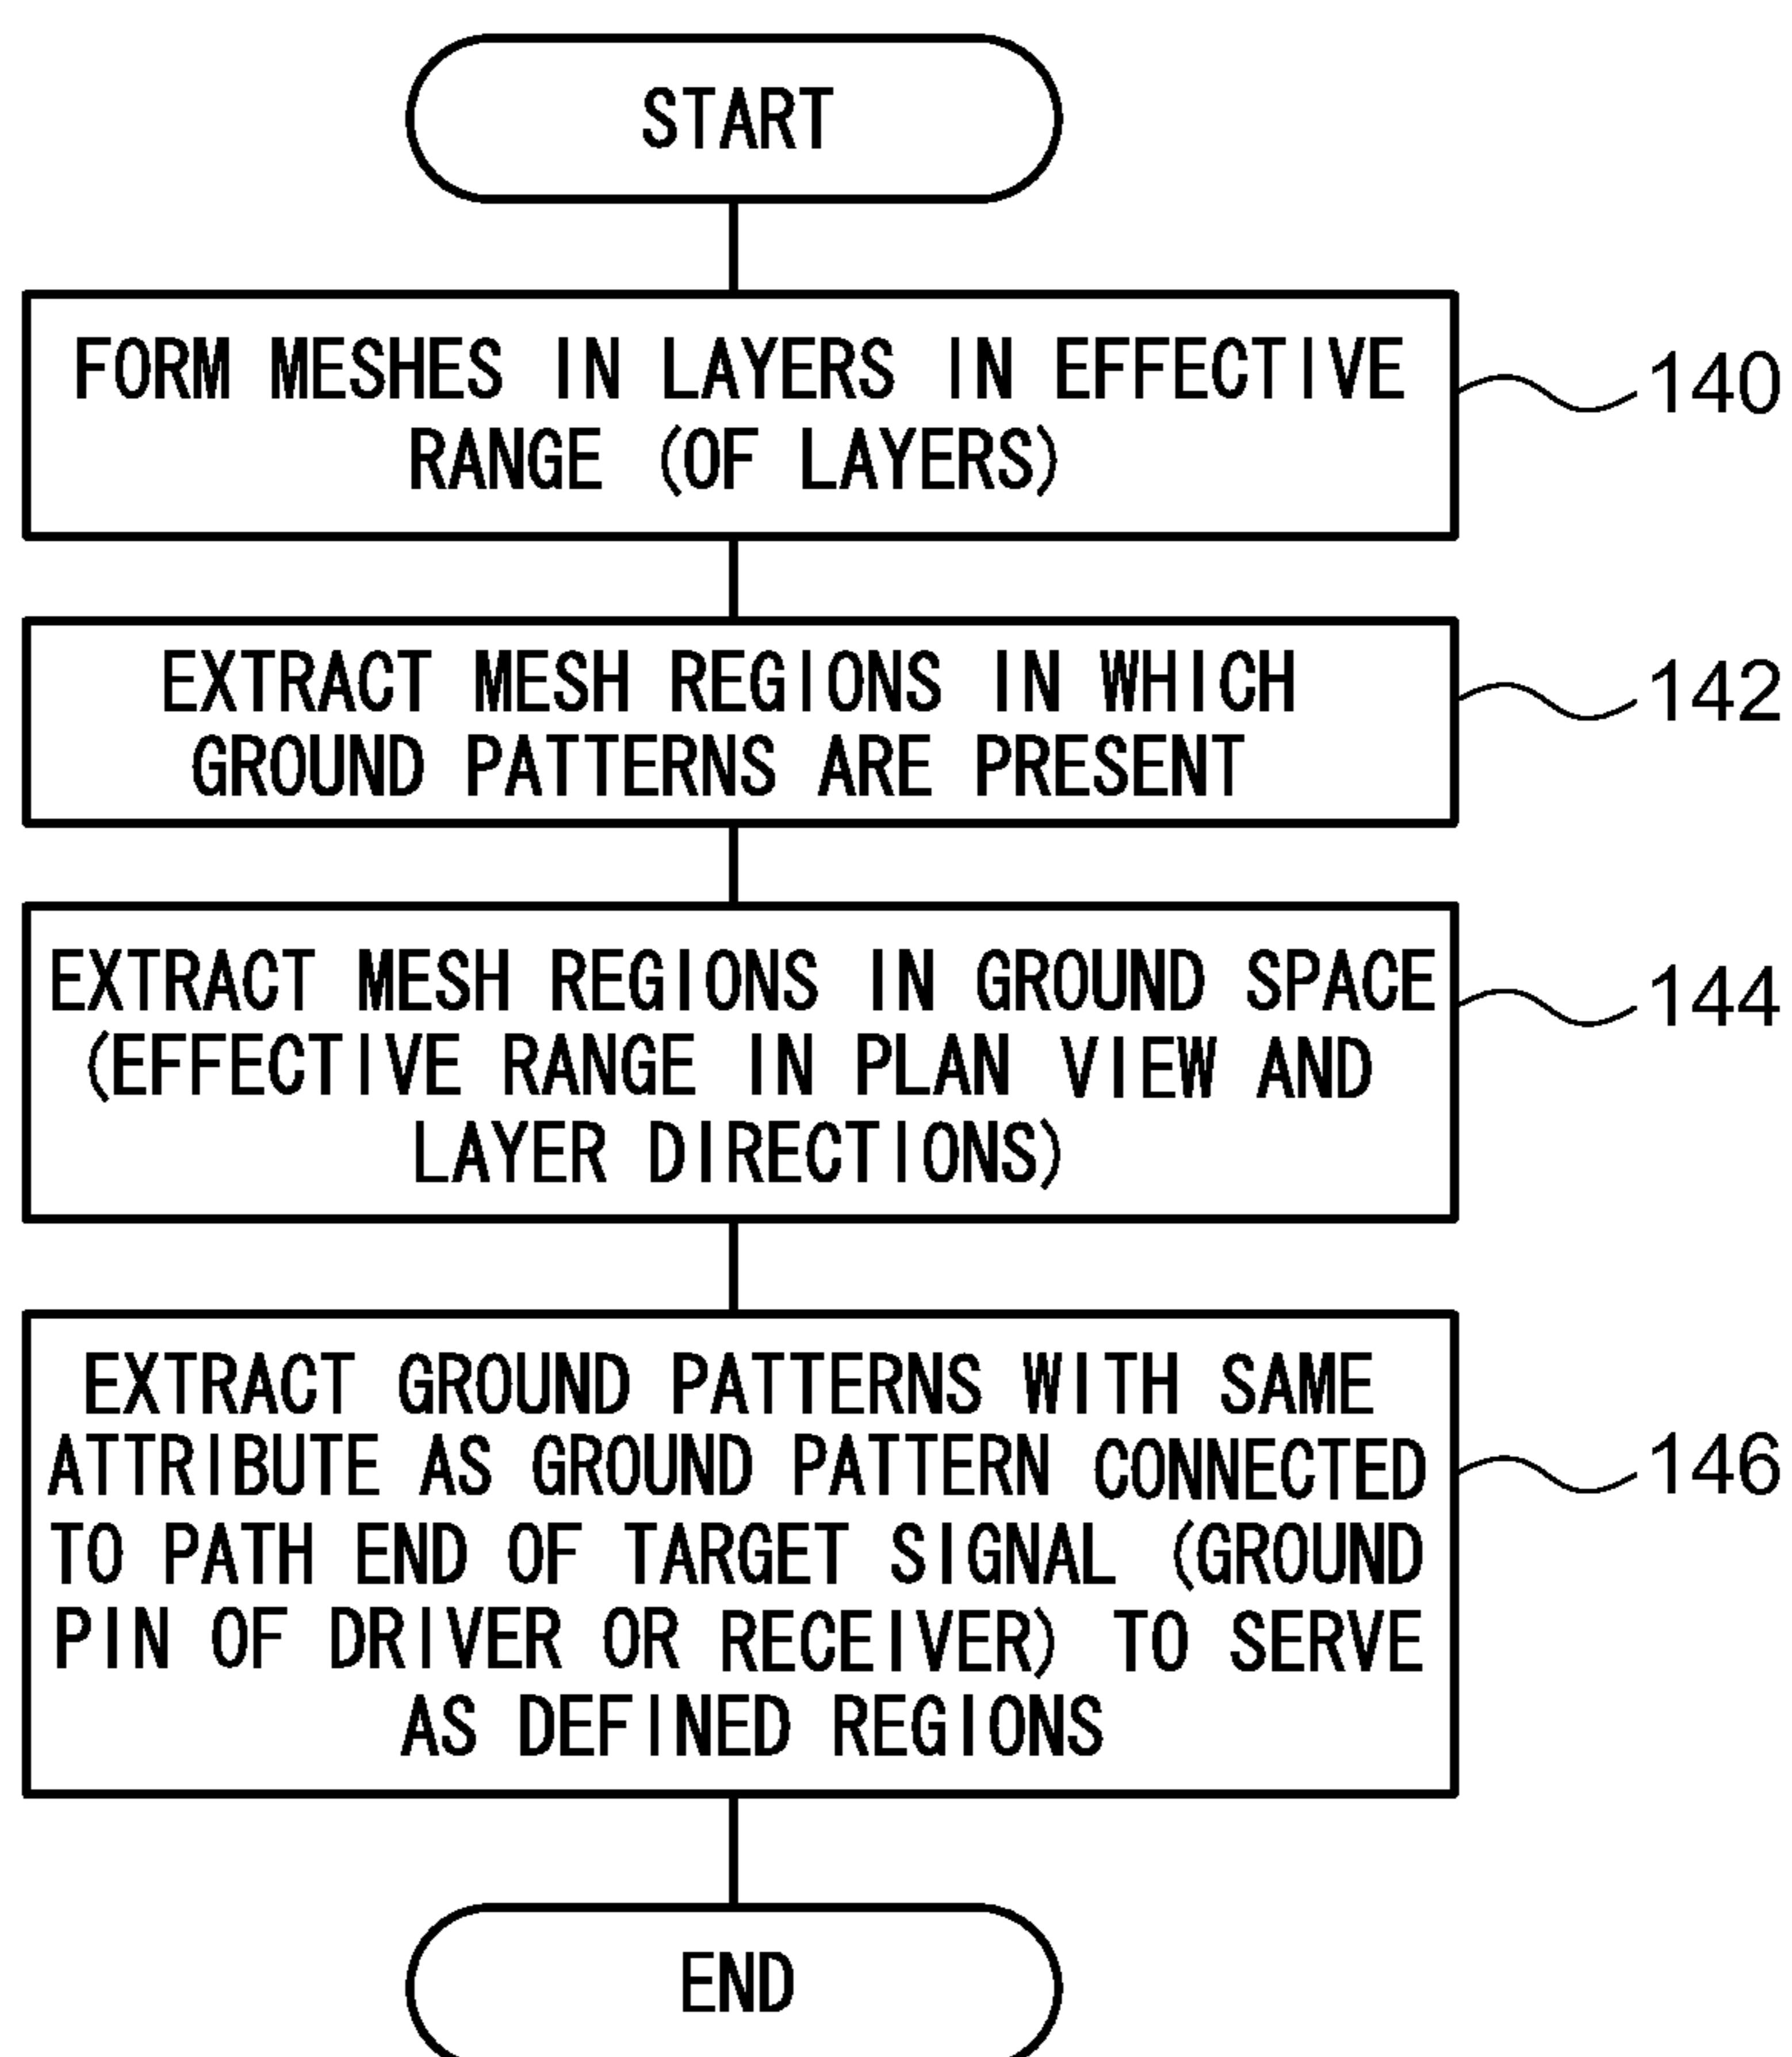 START
FORM MESHES IN LAYERS IN EFFECTIVE
RANGE (OF LAYERS)
140
EXTRACT MESH REGIONS IN WHICH
GROUND PATTERNS ARE PRESENT
142
EXTRACT MESH REGIONS IN GROUND SPACE
(EFFECTIVE RANGE IN PLAN VIEW AND
LAYER DIRECTIONS)
144
EXTRACT GROUND PATTERNS WITH SAME
ATTRIBUTE AS GROUND PATTERN CONNECTED
TO PATH END OF TARGET SIGNAL (GROUND
PIN OF DRIVER OR RECEIVER) TO SERVE
AS DEFINED REGIONS
146
END